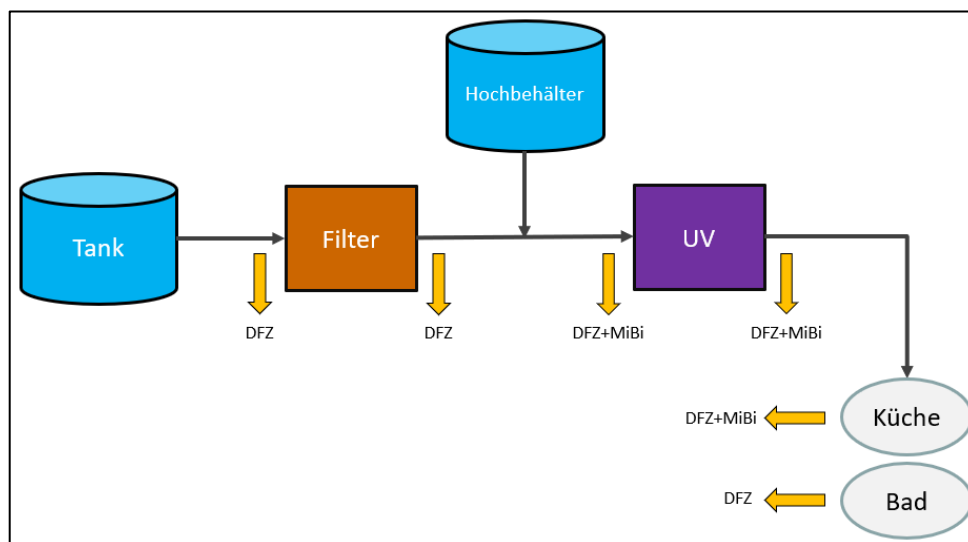 Hochbehälter
Tank
Filter
UV
DFZ
DFZ
DFZ+MiBi
DFZ+MiBi
DFZ+MiBi
Küche
DFZ
Bad